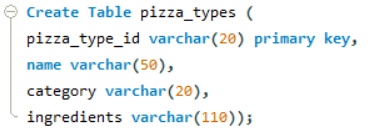 Create Table pizza_types (
pizza_type_id varchar(20) primary key,
name varchar(50),
category varchar(20),
ingredients varchar(110));